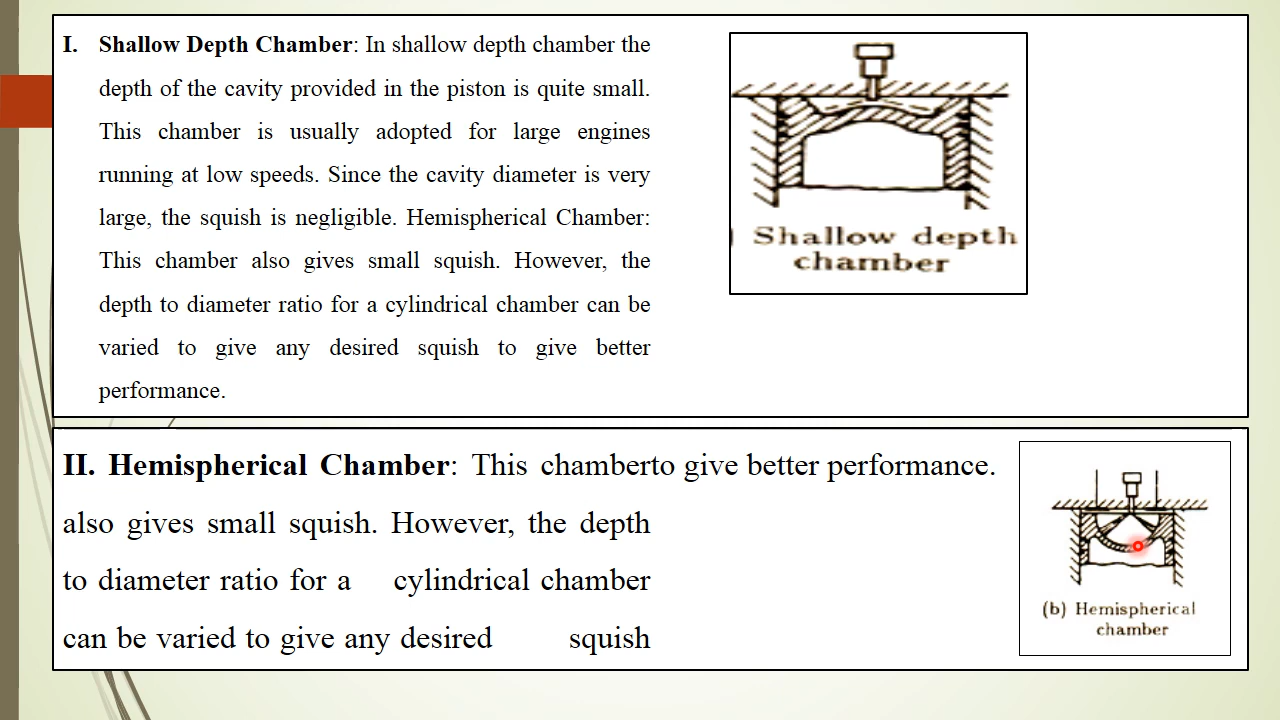 I. Shallow Depth Chamber: In shallow depth chamber the
depth of the cavity provided in the piston is quite small.
This chamber is usually adopted for large engines
running at low speeds. Since the cavity diameter is very
large, the squish is negligible. Hemispherical Chamber:
This chamber also gives small squish. However, the
depth to diameter ratio for a cylindrical chamber can be
varied to give any desired squish to give better
performance.
) Shallow depth
chamber
II. Hemispherical Chamber: This chamberto give better performance.
also gives small squish. However, the depth
to diameter ratio for a cylindrical chamber
can be varied to give any desired squish
(b) Hemispherical
chamber